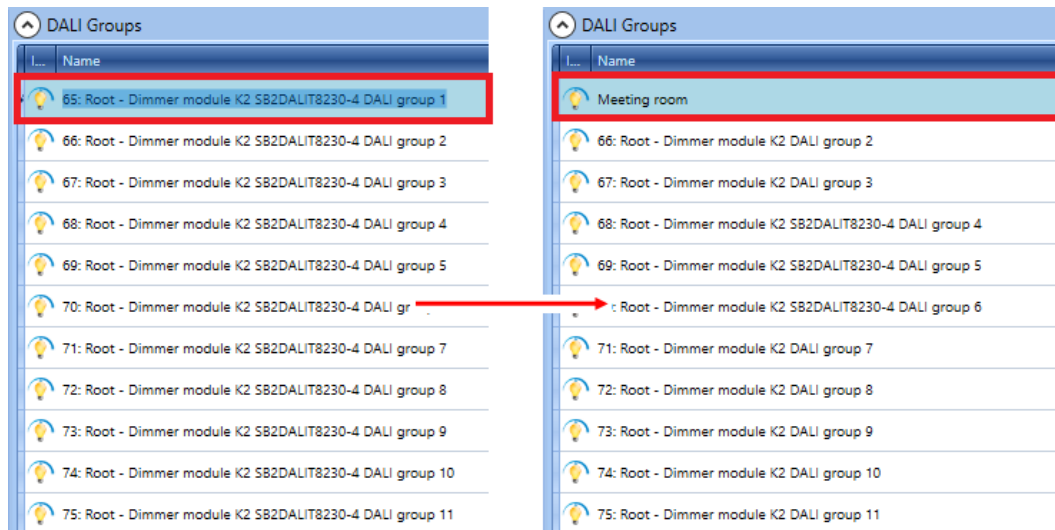 DALI Groups
I... Name
65: Root - Dimmer module K2 SB2DALIT8230-4 DALI group 1
66: Root - Dimmer module K2 SB2DALIT8230-4 DALI group 2
67: Root - Dimmer module K2 SB2DALIT8230-4 DALI group 3
68: Root - Dimmer module K2 SB2DALIT8230-4 DALI group 4
69: Root - Dimmer module K2 SB2DALIT8230-4 DALI group 5
70: Root - Dimmer module K2 SB2DALIT8230-4 DALI
71: Root - Dimmer module K2 SB2DALIT8230-4 DALI group 7
72: Root - Dimmer module K2 SB2DALIT8230-4 DALI group 8
73: Root - Dimmer module K2 SB2DALIT8230-4 DALI group 9
74: Root - Dimmer module K2 SB2DALIT8230-4 DALI group 10
75: Root - Dimmer module K2 SB2DALIT8230-4 DALI group 11
DALI Groups
I... Name
Meeting room
66: Root - Dimmer module K2 DALI group 2
67: Root - Dimmer module K2 DALI group 3
68: Root - Dimmer module K2 SB2DALIT8230-4 DALI group 4
69: Root - Dimmer module K2 SB2DALIT8230-4 DALI group 5
Root - Dimmer module K2 SB2DALIT8230-4 DALI group 6
71: Root - Dimmer module K2 DALI group 7
72: Root - Dimmer module K2 DALI group 8
73: Root - Dimmer module K2 DALI group 9
74: Root - Dimmer module K2 DALI group 10
75: Root - Dimmer module K2 DALI group 11